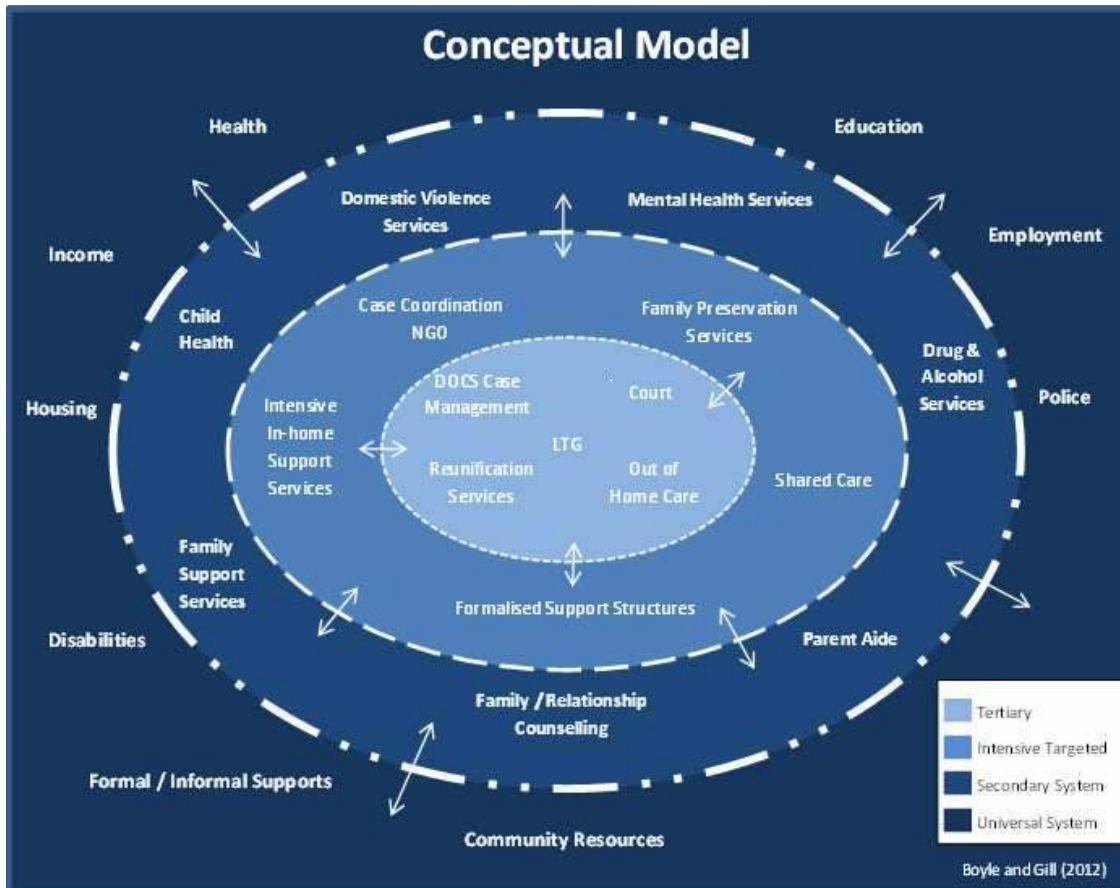 Conceptual Model
Health
Education
Domestic Violence
Services
Mental Health Services
Income
Employment
Child
Health
Case Coordination
NGO
Family Preservation
Services
Drug &
Alcohol
Services
Housing
Police
Intensive
In-home
Support
Services
DOCS Case
Management
Court
LTG
Reunification
Services
Out of
Home Care
Shared Care
Family
Support
Services
Formalised Support Structures
Disabilities
Parent Aide
Family / Relationship
Counselling
Formal / Informal Supports
Community Resources
Tertiary
Intensive Targeted
Secondary System
Universal System
Boyle and Gill (2012)